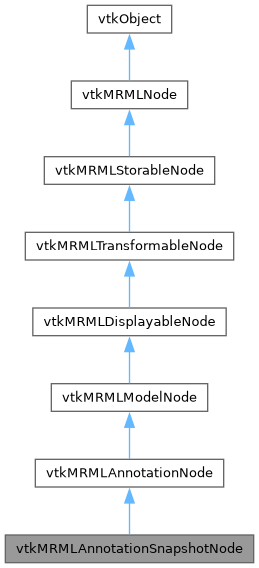 vtkObject
vtkMRMLNode
vtkMRMLStorableNode
vtkMRMLTransformableNode
vtkMRMLDisplayableNode
vtkMRMLModelNode
vtkMRMLAnnotationNode
vtkMRMLAnnotationSnapshotNode